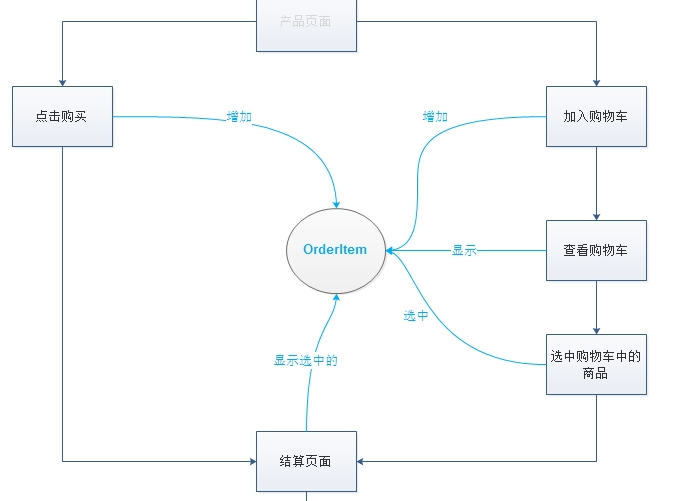 产品页面
点击购买
增加
增加
加入购物车
OrderItem
显示
查看购物车
选中
显示选中的
选中购物车中的
商品
结算页面